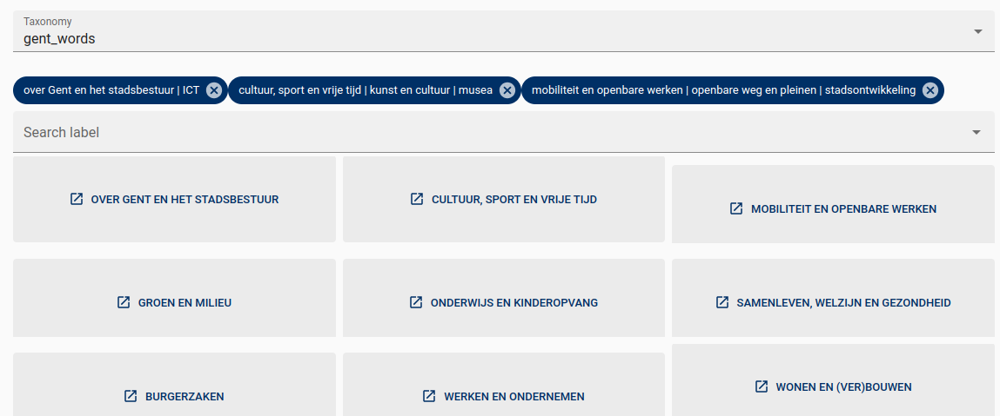 Taxonomy
gent_words
over Gent en het stadsbestuur | ICT
cultuur, sport en vrije tijd | kunst en cultuur | musea
mobiliteit en openbare werken | openbare weg en pleinen | stadsontwikkeling
Search label
OVER GENT EN HET STADSBESTUUR
CULTUUR, SPORT EN VRIJE TIJD
MOBILITEIT EN OPENBARE WERKEN
GROEN EN MILIEU
ONDERWIJS EN KINDEROPVANG
SAMENLEVEN, WELZIJN EN GEZONDHEID
BURGERZAKEN
WERKEN EN ONDERNEMEN
WONEN EN (VER)BOUWEN